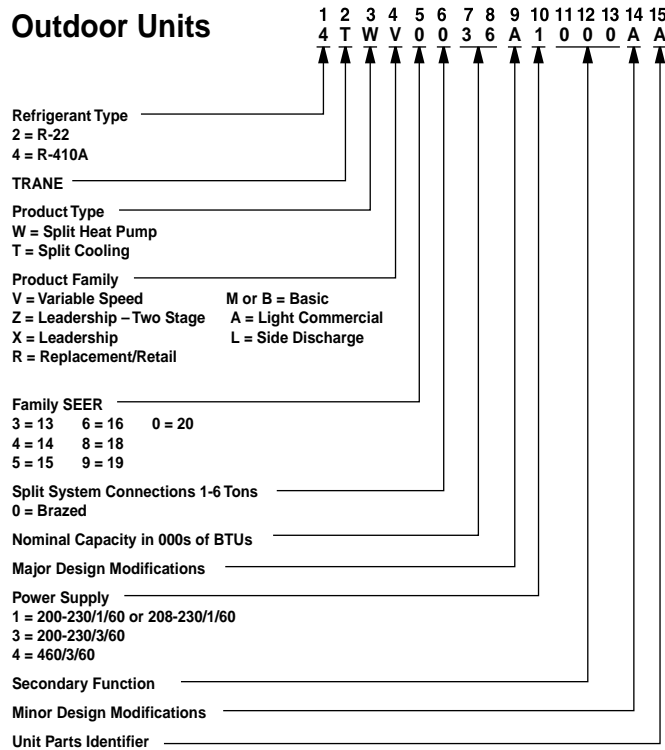 Outdoor Units
1 2 3 4 5 6 7 8 9 10 11 12 13 14 15
4 T W V 0 0 3 6 A 1 0 0 0 A A
Refrigerant Type
2 = R-22
4 = R-410A
TRANE
Product Type
W = Split Heat Pump
T = Split Cooling
Product Family
V = Variable Speed M or B = Basic
Z = Leadership – Two Stage A = Light Commercial
X = Leadership L = Side Discharge
R = Replacement/Retail
Family SEER
3 = 13 6 = 16 0 = 20
4 = 14 8 = 18
5 = 15 9 = 19
Split System Connections 1-6 Tons
0 = Brazed
Nominal Capacity in 000s of BTUs
Major Design Modifications
Power Supply
1 = 200-230/1/60 or 208-230/1/60
3 = 200-230/3/60
4 = 460/3/60
Secondary Function
Minor Design Modifications
Unit Parts Identifier